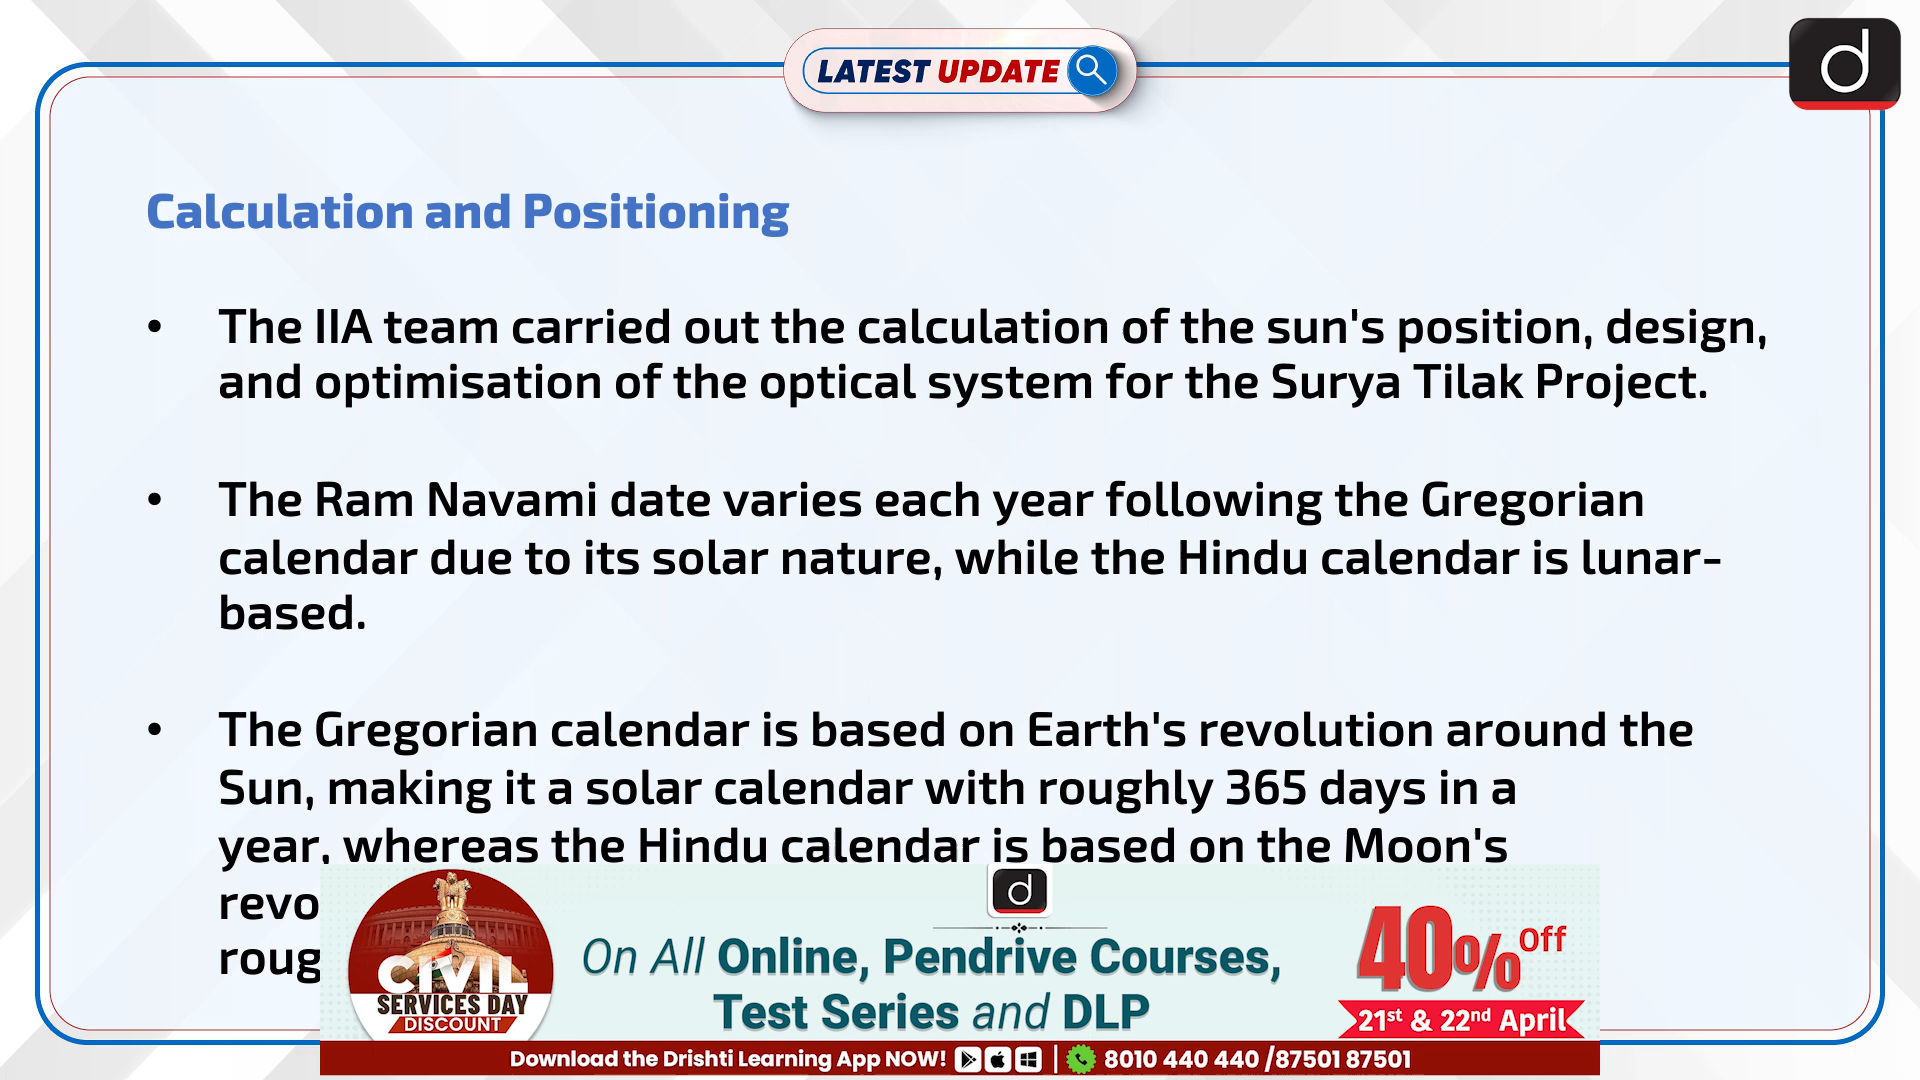 LATEST UPDATE
d
Calculation and Positioning
• The IIA team carried out the calculation of the sun's position, design,
and optimisation of the optical system for the Surya Tilak Project.
• The Ram Navami date varies each year following the Gregorian
calendar due to its solar nature, while the Hindu calendar is lunar-
based.
• The Gregorian calendar is based on Earth's revolution around the
Sun, making it a solar calendar with roughly 365 days in a
year, whereas the Hindu calendar is based on the Moon's
revo
roug
CIVIL
SERVICES DAY
DISCOUNT
d
On All Online, Pendrive Courses,
Test Series and DLP
40% Off
21st & 22nd April
Download the Drishti Learning App NOW! | 8010 440 440 /87501 87501